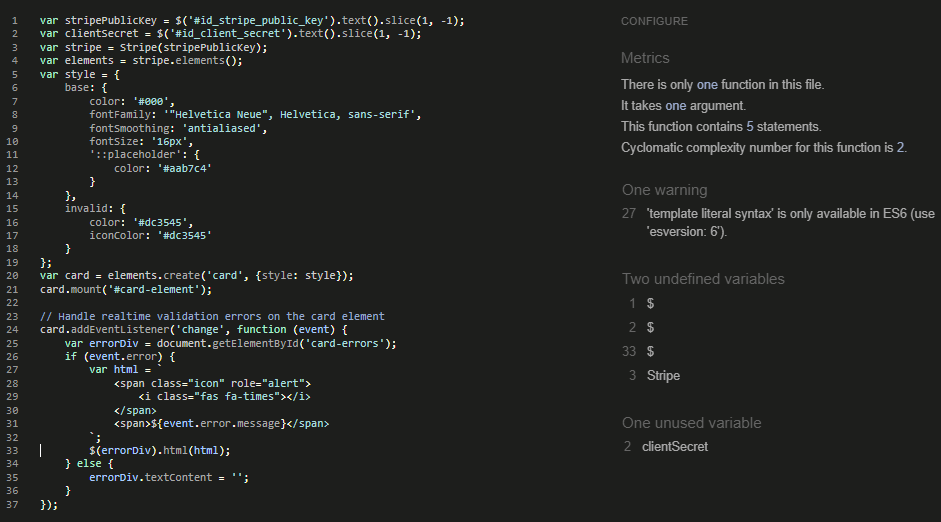 1 var stripePublicKey = $('#id_stripe_public_key').text().slice(1, -1);
2 var clientSecret = $('#id_client_secret').text().slice(1, -1);
3 var stripe = Stripe(stripePublicKey);
4 var elements = stripe.elements();
5 var style = {
6     base: {
7         color: '#000',
8         fontFamily: '"Helvetica Neue", Helvetica, sans-serif',
9         fontSmoothing: 'antialiased',
10         fontSize: '16px',
11         '::placeholder': {
12             color: '#aab7c4'
13         }
14     },
15     invalid: {
16         color: '#dc3545',
17         iconColor: '#dc3545'
18     }
19 };
20 var card = elements.create('card', {style: style});
21 card.mount('#card-element');
22
23 // Handle realtime validation errors on the card element
24 card.addEventListener('change', function (event) {
25     var errorDiv = document.getElementById('card-errors');
26     if (event.error) {
27         var html = `
28             <span class="icon" role="alert">
29                 <i class="fas fa-times"></i>
30             </span>
31             <span>${event.error.message}</span>
32         `;
33         $(errorDiv).html(html);
34     } else {
35         errorDiv.textContent = '';
36     }
37 });
CONFIGURE
Metrics
There is only one function in this file.
It takes one argument.
This function contains 5 statements.
Cyclomatic complexity number for this function is 2.
One warning
27 'template literal syntax' is only available in ES6 (use
'esversion: 6').
Two undefined variables
1 $
2 $
33 $
3 Stripe
One unused variable
2 clientSecret